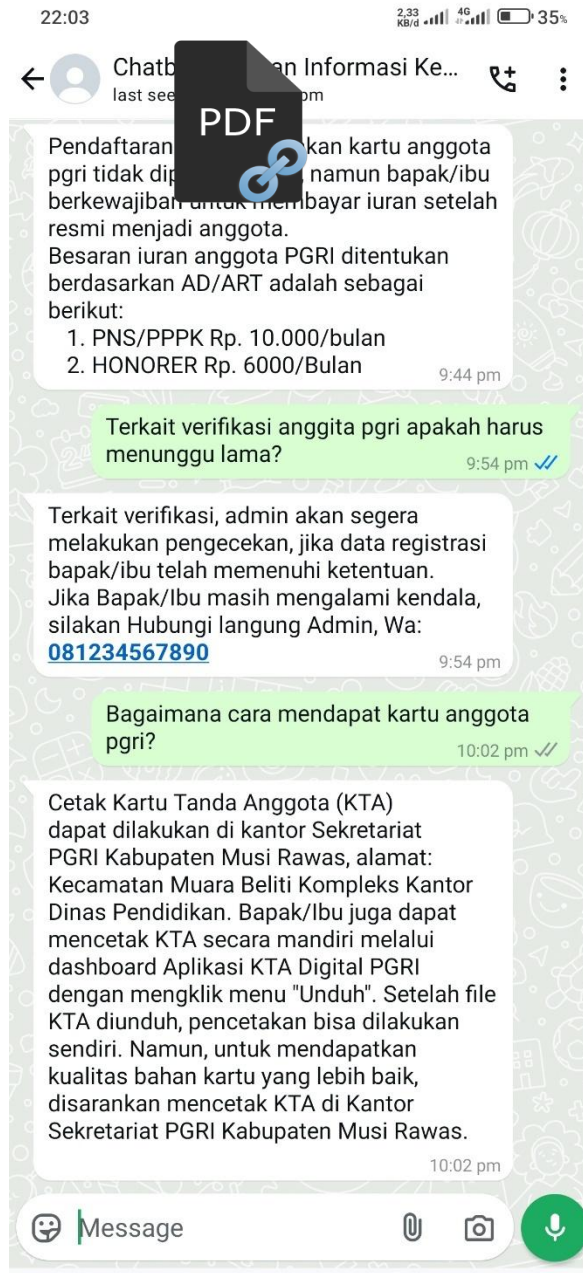 22:03
2,33 KB/d 4G 35%
Chatb an Informasi Ke...
last see pm
PDF
Pendaftaran kan kartu anggota
pgri tidak dip , namun bapak/ibu
berkewajiban untuk membayar iuran setelah
resmi menjadi anggota.
Besaran iuran anggota PGRI ditentukan
berdasarkan AD/ART adalah sebagai
berikut:
1. PNS/PPPK Rp. 10.000/bulan
2. HONORER Rp. 6000/Bulan
9:44 pm
Terkait verifikasi anggita pgri apakah harus
menunggu lama?
9:54 pm
Terkait verifikasi, admin akan segera
melakukan pengecekan, jika data registrasi
bapak/ibu telah memenuhi ketentuan.
Jika Bapak/Ibu masih mengalami kendala,
silakan Hubungi langung Admin, Wa:
081234567890
9:54 pm
Bagaimana cara mendapat kartu anggota
pgri?
10:02 pm
Cetak Kartu Tanda Anggota (KTA)
dapat dilakukan di kantor Sekretariat
PGRI Kabupaten Musi Rawas, alamat:
Kecamatan Muara Beliti Kompleks Kantor
Dinas Pendidikan. Bapak/Ibu juga dapat
mencetak KTA secara mandiri melalui
dashboard Aplikasi KTA Digital PGRI
dengan mengklik menu "Unduh". Setelah file
KTA diunduh, pencetakan bisa dilakukan
sendiri. Namun, untuk mendapatkan
kualitas bahan kartu yang lebih baik,
disarankan mencetak KTA di Kantor
Sekretariat PGRI Kabupaten Musi Rawas.
10:02 pm
Message